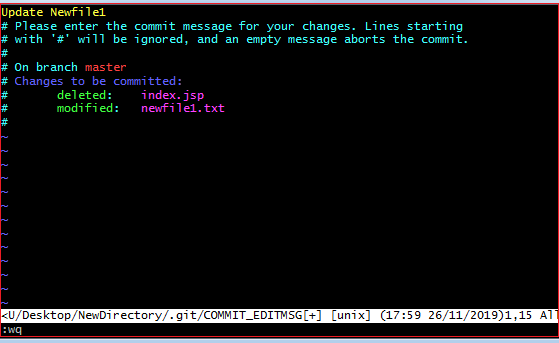 Update Newfile1
# Please enter the commit message for your changes. Lines starting
# with '#' will be ignored, and an empty message aborts the commit.
#
# On branch master
# Changes to be committed:
#       deleted:    index.jsp
#       modified:   newfile1.txt
#
~
~
~
~
~
~
~
~
~
~
~
~
~
<U/Desktop/NewDirectory/.git/COMMIT_EDITMSG[+] [unix] (17:59 26/11/2019)1,15 All
:wq